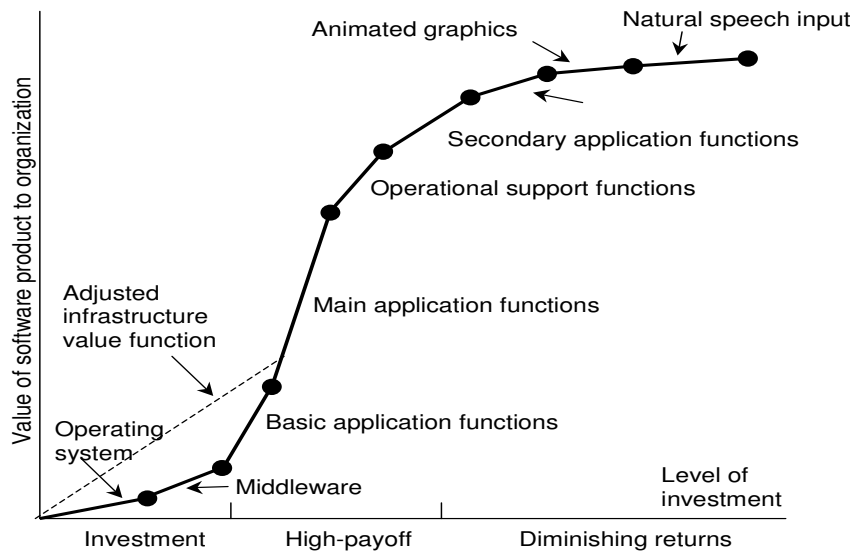 Natural speech input
Animated graphics
Secondary application functions
Operational support functions
Value of software product to organization
Adjusted
infrastructure
value function
Main application functions
Operating
system
Basic application functions
Middleware
Level of
investment
Investment
High-payoff
Diminishing returns